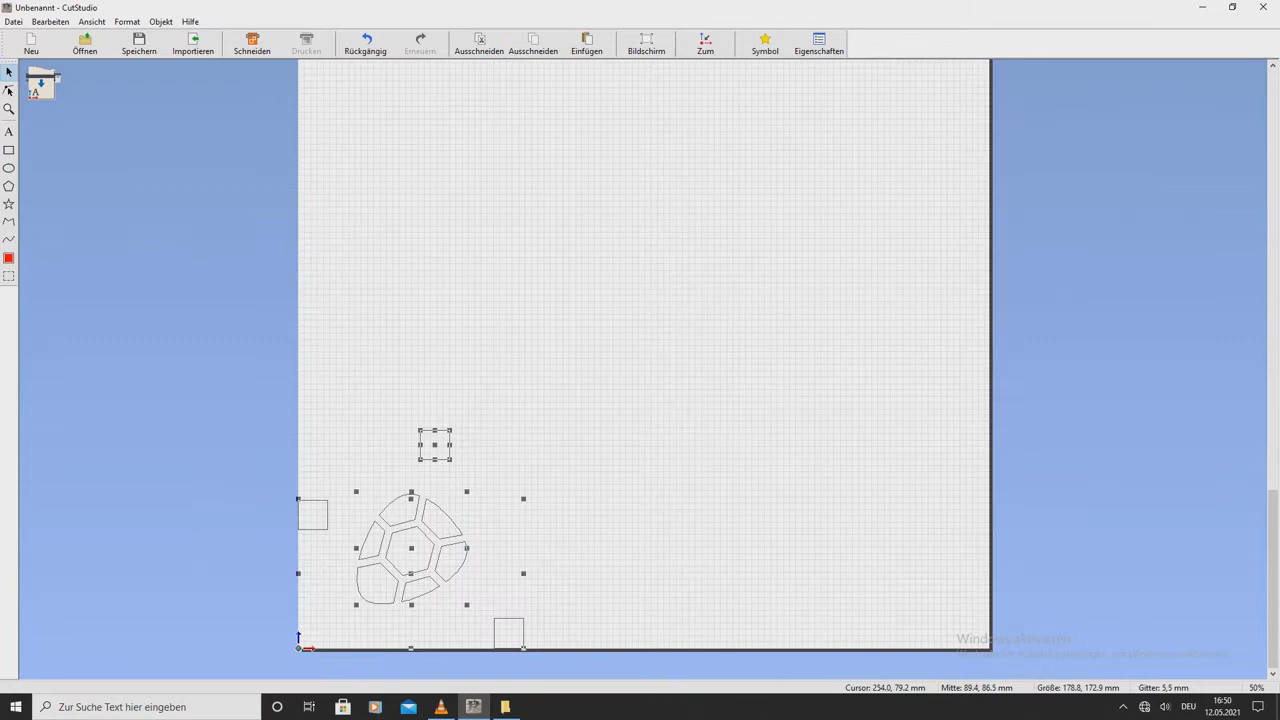 Unbenannt - CutStudio
Datei Bearbeiten Ansicht Format Objekt Hilfe
Neu Öffnen Speichern Importieren Schneiden Drucken Rückgängig Erneuern Ausschneiden Ausschneiden Einfügen Bildschirm Zum Symbol Eigenschaften
A
A
Windows aktivieren
Cursor: 254.0, 79.2 mm Mitte: 89.4, 86.5 mm Größe: 178.8, 172.9 mm Gitter: 5,5 mm 50%
Zur Suche Text hier eingeben
DEU
16:50
12.05.2021